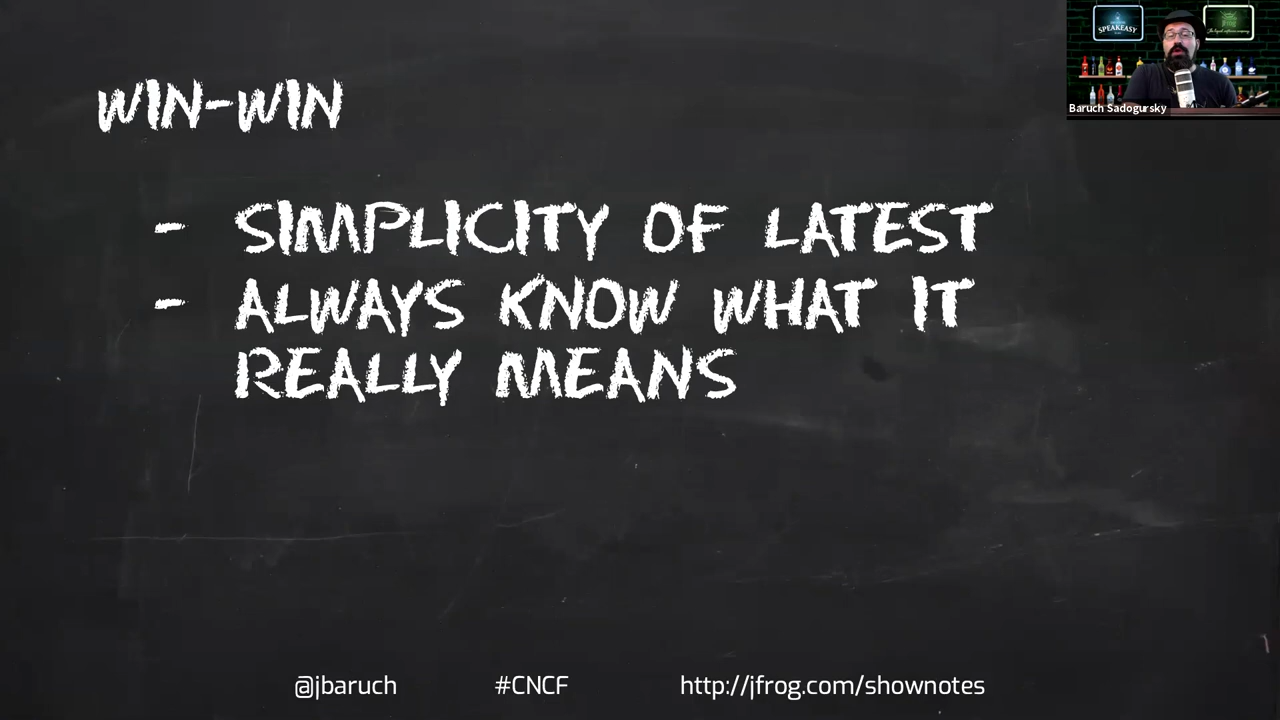 WIN-WIN
- SIMPLICITY OF LATEST
- ALWAYS KNOW WHAT IT
REALLY MEANS
@jbaruch #CNCF http://jfrog.com/shownotes
SPEAKEASY
Baruch Sadogursky